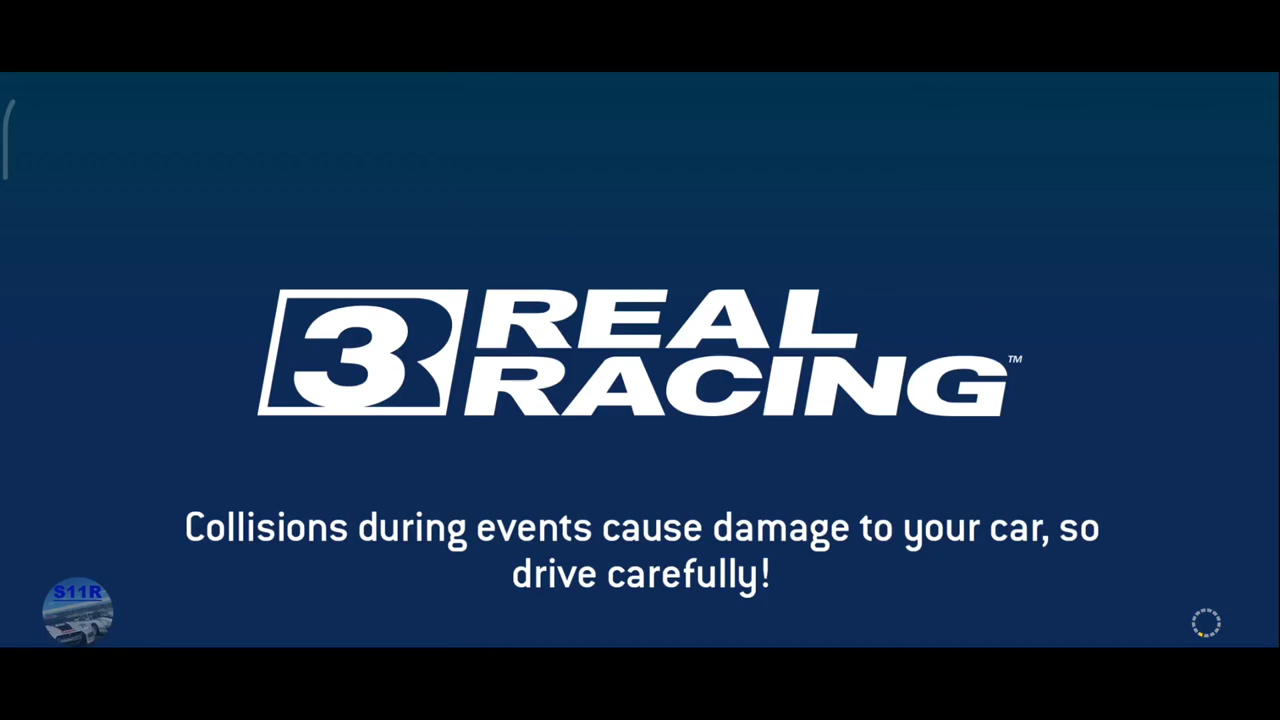 3 REAL
RACING™
Collisions during events cause damage to your car, so
drive carefully!
S11R